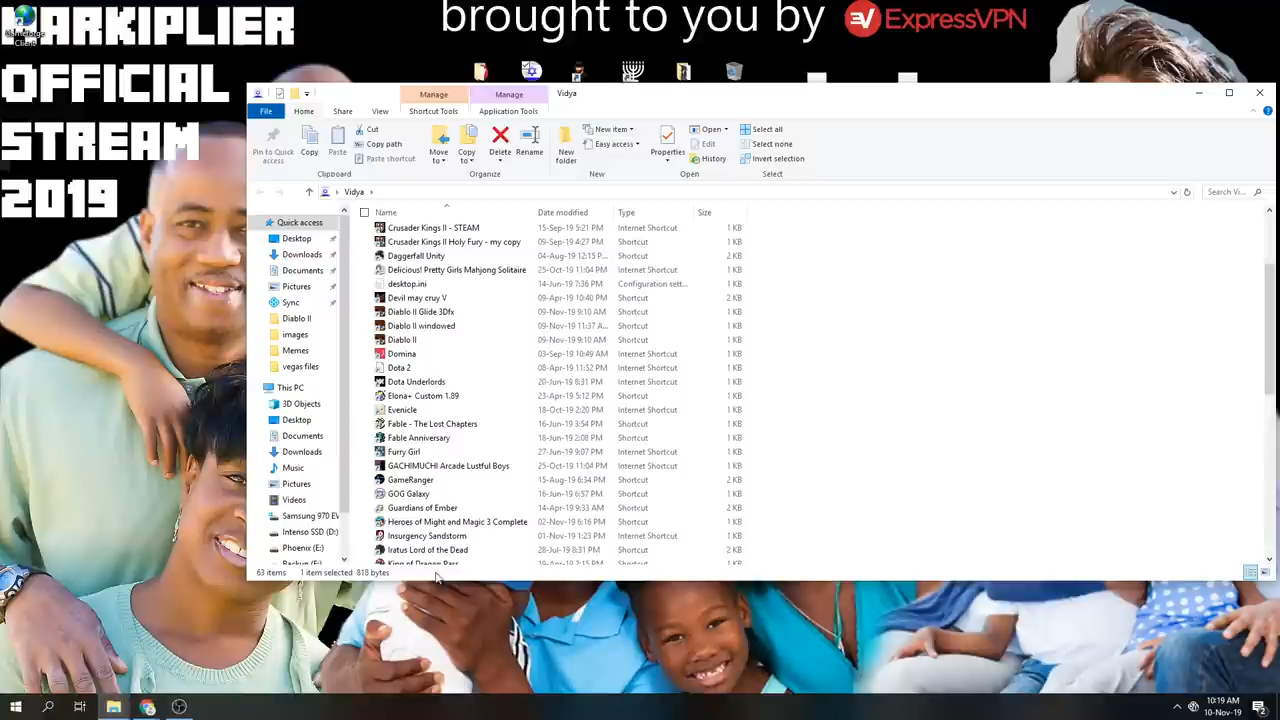 MARKIPLIER
OFFICIAL
STREAM
2019
brought to you by ExpressVPN
Manage Manage Vidya
File Home Share View Shortcut Tools Application Tools
Pin to Quick access
Copy
Paste
Cut
Copy path
Paste shortcut
Clipboard
Move to
Copy to
Delete
Rename
Organize
New folder
New item
Easy access
New
Properties
Open
Edit
History
Open
Select all
Select none
Invert selection
Select
Vidya
Search Vi...
Quick access
Desktop
Downloads
Documents
Pictures
Sync
Diablo II
images
Memes
vegas files
This PC
3D Objects
Desktop
Documents
Downloads
Music
Pictures
Videos
Samsung 970 EV
Intenso SSD (D:)
Phoenix (E:)
Backup (F:)
Name Date modified Type Size
Crusader Kings II - STEAM 15-Sep-19 5:21 PM Internet Shortcut 1 KB
Crusader Kings II Holy Fury - my copy 09-Sep-19 4:27 PM Shortcut 1 KB
Daggerfall Unity 04-Aug-19 12:15 P... Shortcut 2 KB
Delicious! Pretty Girls Mahjong Solitaire 25-Oct-19 11:04 PM Internet Shortcut 1 KB
desktop.ini 14-Jun-19 7:36 PM Configuration sett... 1 KB
Devil may cruy V 09-Apr-19 10:40 PM Shortcut 2 KB
Diablo II Glide 3Dfx 09-Nov-19 9:10 AM Shortcut 1 KB
Diablo II windowed 09-Nov-19 11:37 A... Shortcut 1 KB
Diablo II 09-Nov-19 9:10 AM Shortcut 1 KB
Domina 03-Sep-19 10:49 AM Internet Shortcut 1 KB
Dota 2 08-Apr-19 11:52 PM Internet Shortcut 1 KB
Dota Underlords 20-Jun-19 8:31 PM Internet Shortcut 1 KB
Elona+ Custom 1.89 23-Apr-19 5:12 PM Shortcut 1 KB
Evenicle 18-Oct-19 2:20 PM Internet Shortcut 1 KB
Fable - The Lost Chapters 16-Jun-19 3:54 PM Shortcut 1 KB
Fable Anniversary 18-Jun-19 2:08 PM Shortcut 1 KB
Furry Girl 27-Jun-19 9:07 PM Internet Shortcut 1 KB
GACHIMUCHI Arcade Lustful Boys 25-Oct-19 11:04 PM Internet Shortcut 1 KB
GameRanger 15-Aug-19 6:34 PM Shortcut 2 KB
GOG Galaxy 16-Jun-19 6:57 PM Shortcut 1 KB
Guardians of Ember 14-Apr-19 9:33 AM Shortcut 2 KB
Heroes of Might and Magic 3 Complete 02-Nov-19 6:16 PM Shortcut 1 KB
Insurgency Sandstorm 01-Nov-19 1:23 PM Internet Shortcut 1 KB
Iratus Lord of the Dead 28-Jul-19 8:31 PM Shortcut 2 KB
King of Dragon Pass 19-Apr-19 2:15 PM Shortcut 1 KB
63 items 1 item selected 818 bytes
10:19 AM
10-Nov-19
2